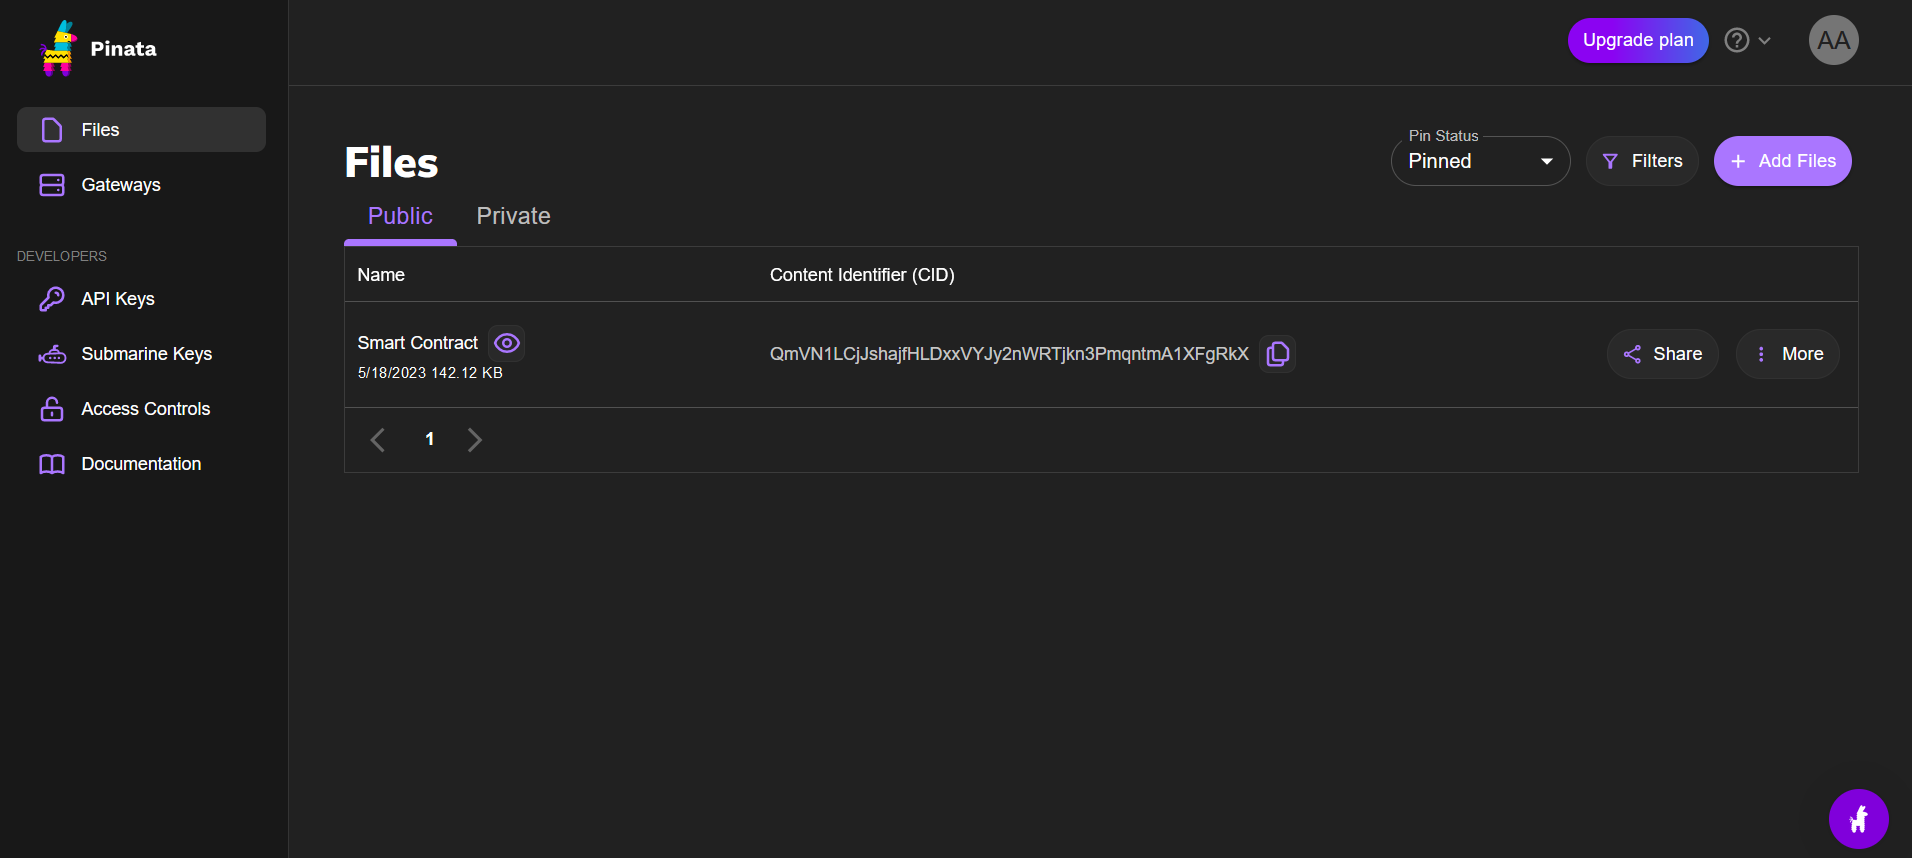 Pinata
Upgrade plan
AA
Files
Gateways
DEVELOPERS
API Keys
Submarine Keys
Access Controls
Documentation
Files
Pin Status
Pinned
Filters
+ Add Files
Public Private
Name Content Identifier (CID)
Smart Contract
5/18/2023 142.12 KB
QmVN1LCjJshajfHLDxxVYJy2nWRTjkn3PmqntmA1XFgRkX
Share
More
1